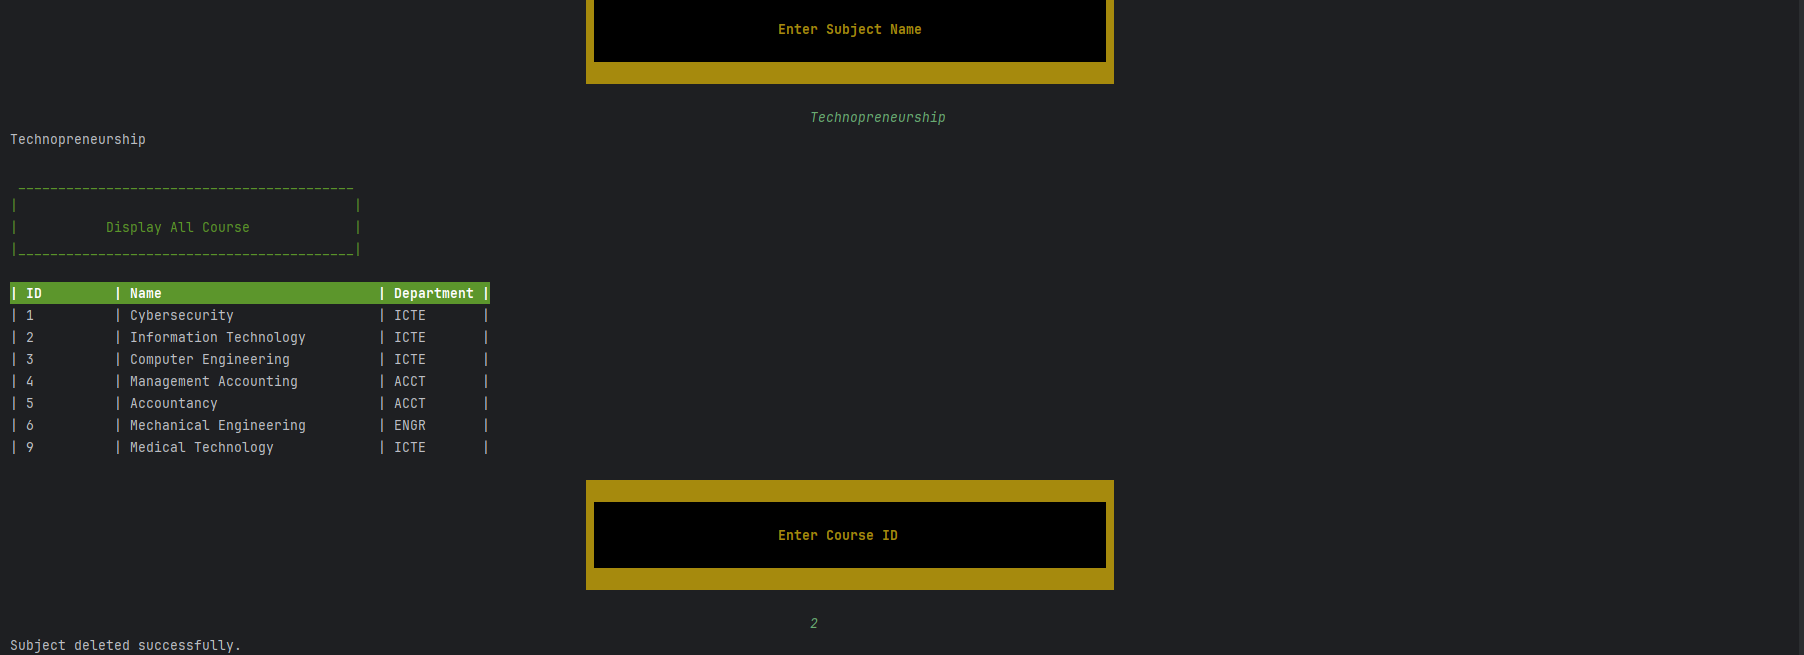 Enter Subject Name
Technopreneurship
Technopreneurship
__________________________________________
| |
| Display All Course |
|__________________________________________|
| ID | Name | Department |
| 1 | Cybersecurity | ICTE |
| 2 | Information Technology | ICTE |
| 3 | Computer Engineering | ICTE |
| 4 | Management Accounting | ACCT |
| 5 | Accountancy | ACCT |
| 6 | Mechanical Engineering | ENGR |
| 9 | Medical Technology | ICTE |
Enter Course ID
2
Subject deleted successfully.